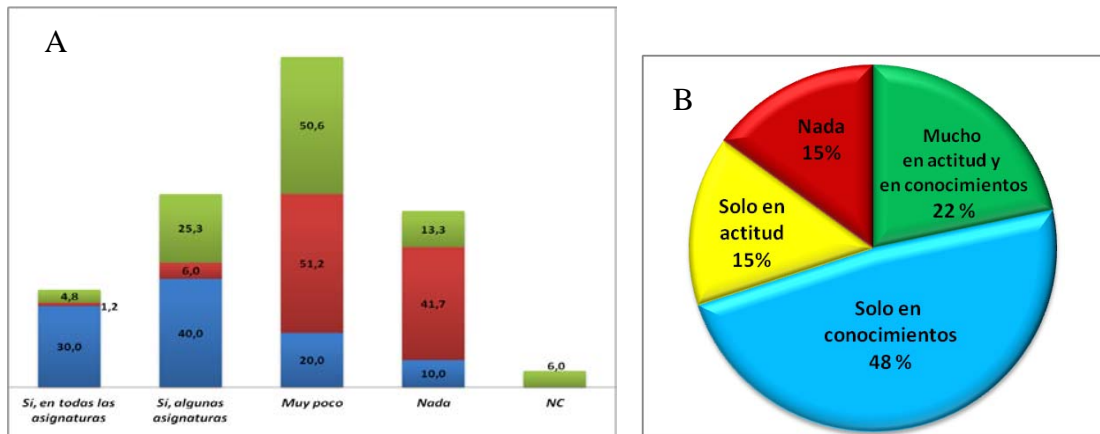 A
50,6
25,3
13,3
4,8
6,0
51,2
41,7
1,2
30,0
40,0
20,0
10,0
6,0
Sí, en todas las
asignaturas
Sí, algunas
asignaturas
Muy poco
Nada
NC
B
Nada
15%
Mucho
en actitud y
en conocimientos
22 %
Solo en
actitud
15%
Solo en
conocimientos
48 %